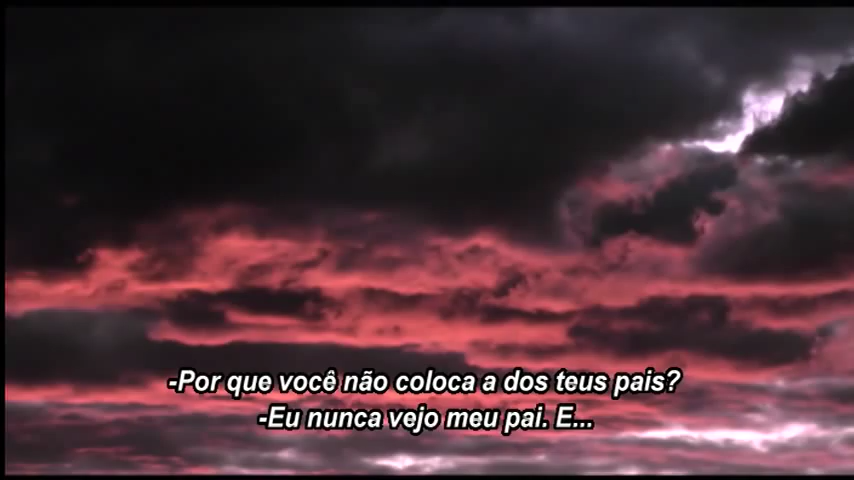 -Por que você não coloca a dos teus pais?
-Eu nunca vejo meu pai. E...